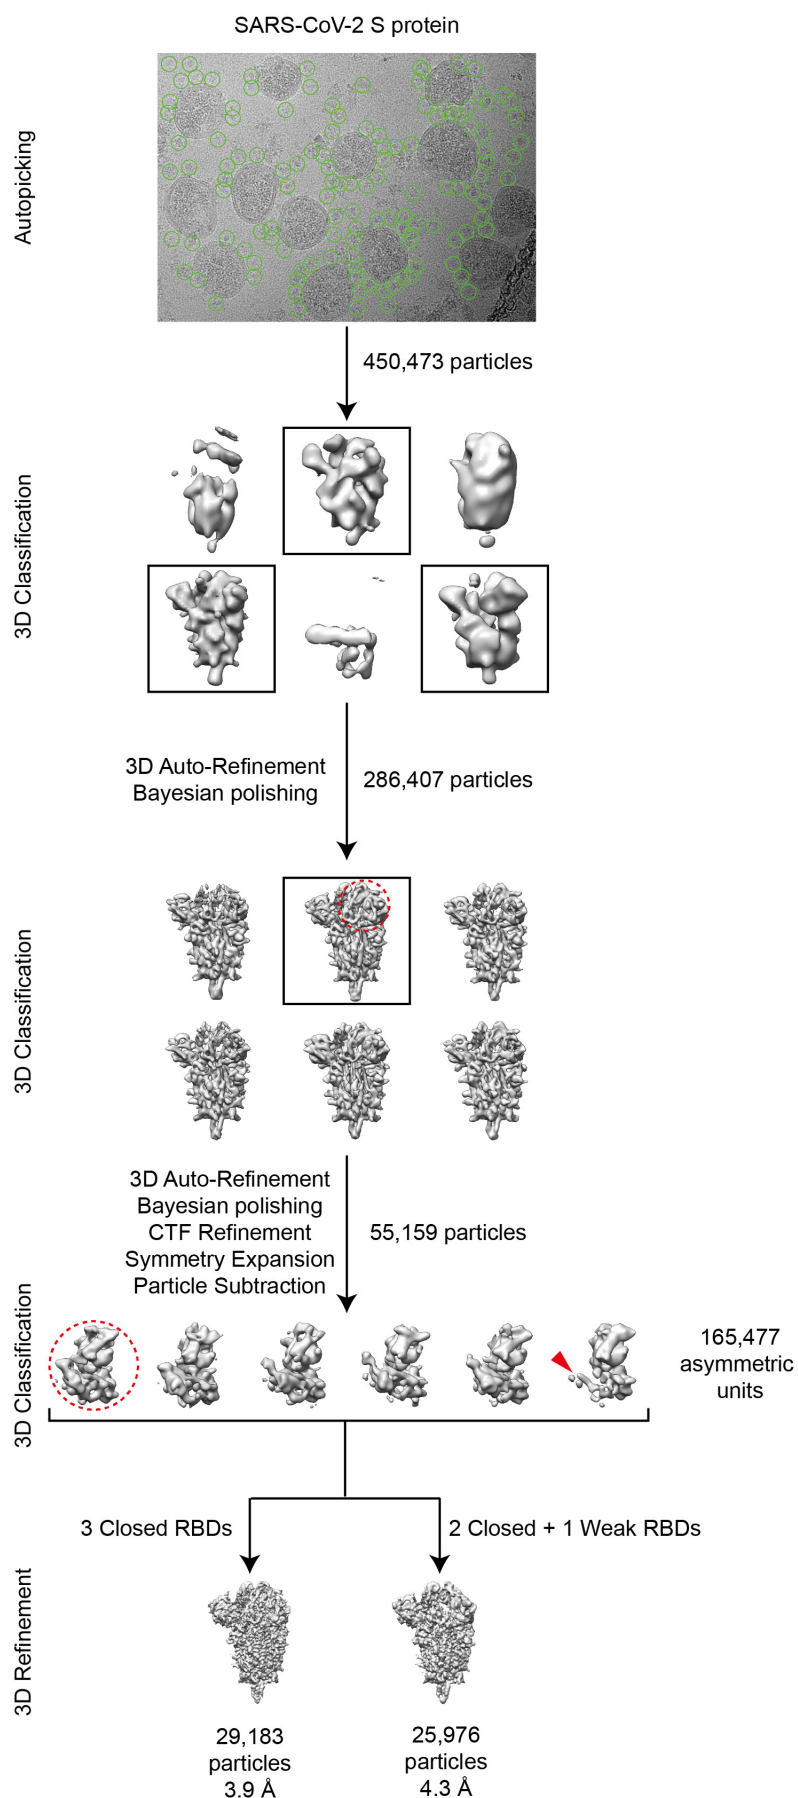 SARS-CoV-2 S protein
Autopicking
450,473 particles
3D Classification
3D Auto-Refinement
Bayesian polishing
286,407 particles
3D Classification
3D Auto-Refinement
Bayesian polishing
CTF Refinement
Symmetry Expansion
Particle Subtraction
55,159 particles
3D Classification
165,477
asymmetric
units
3 Closed RBDs
2 Closed + 1 Weak RBDs
3D Refinement
29,183
particles
3.9 Å
25,976
particles
4.3 Å